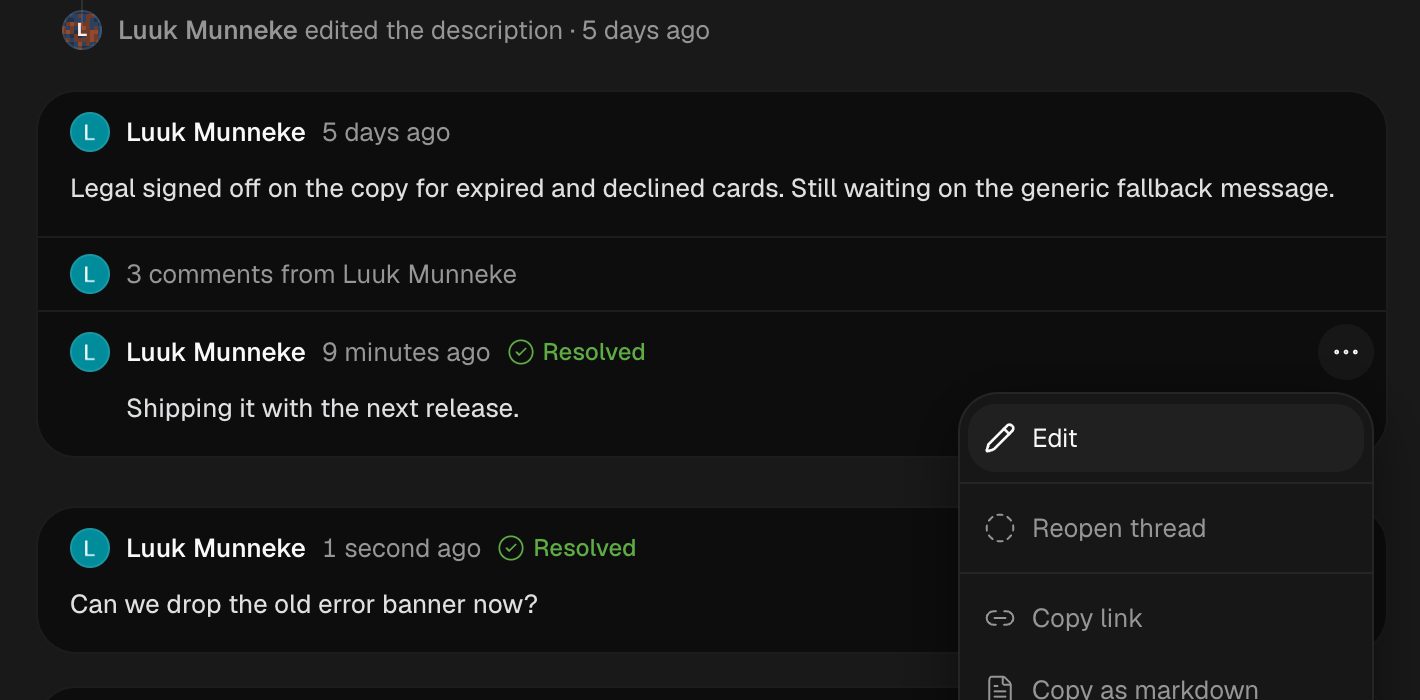 L Luuk Munneke edited the description · 5 days ago
L Luuk Munneke 5 days ago
Legal signed off on the copy for expired and declined cards. Still waiting on the generic fallback message.
L 3 comments from Luuk Munneke
L Luuk Munneke 9 minutes ago Resolved
Shipping it with the next release.
Edit
Reopen thread
L Luuk Munneke 1 second ago Resolved
Can we drop the old error banner now?
Copy link
Copy as markdown